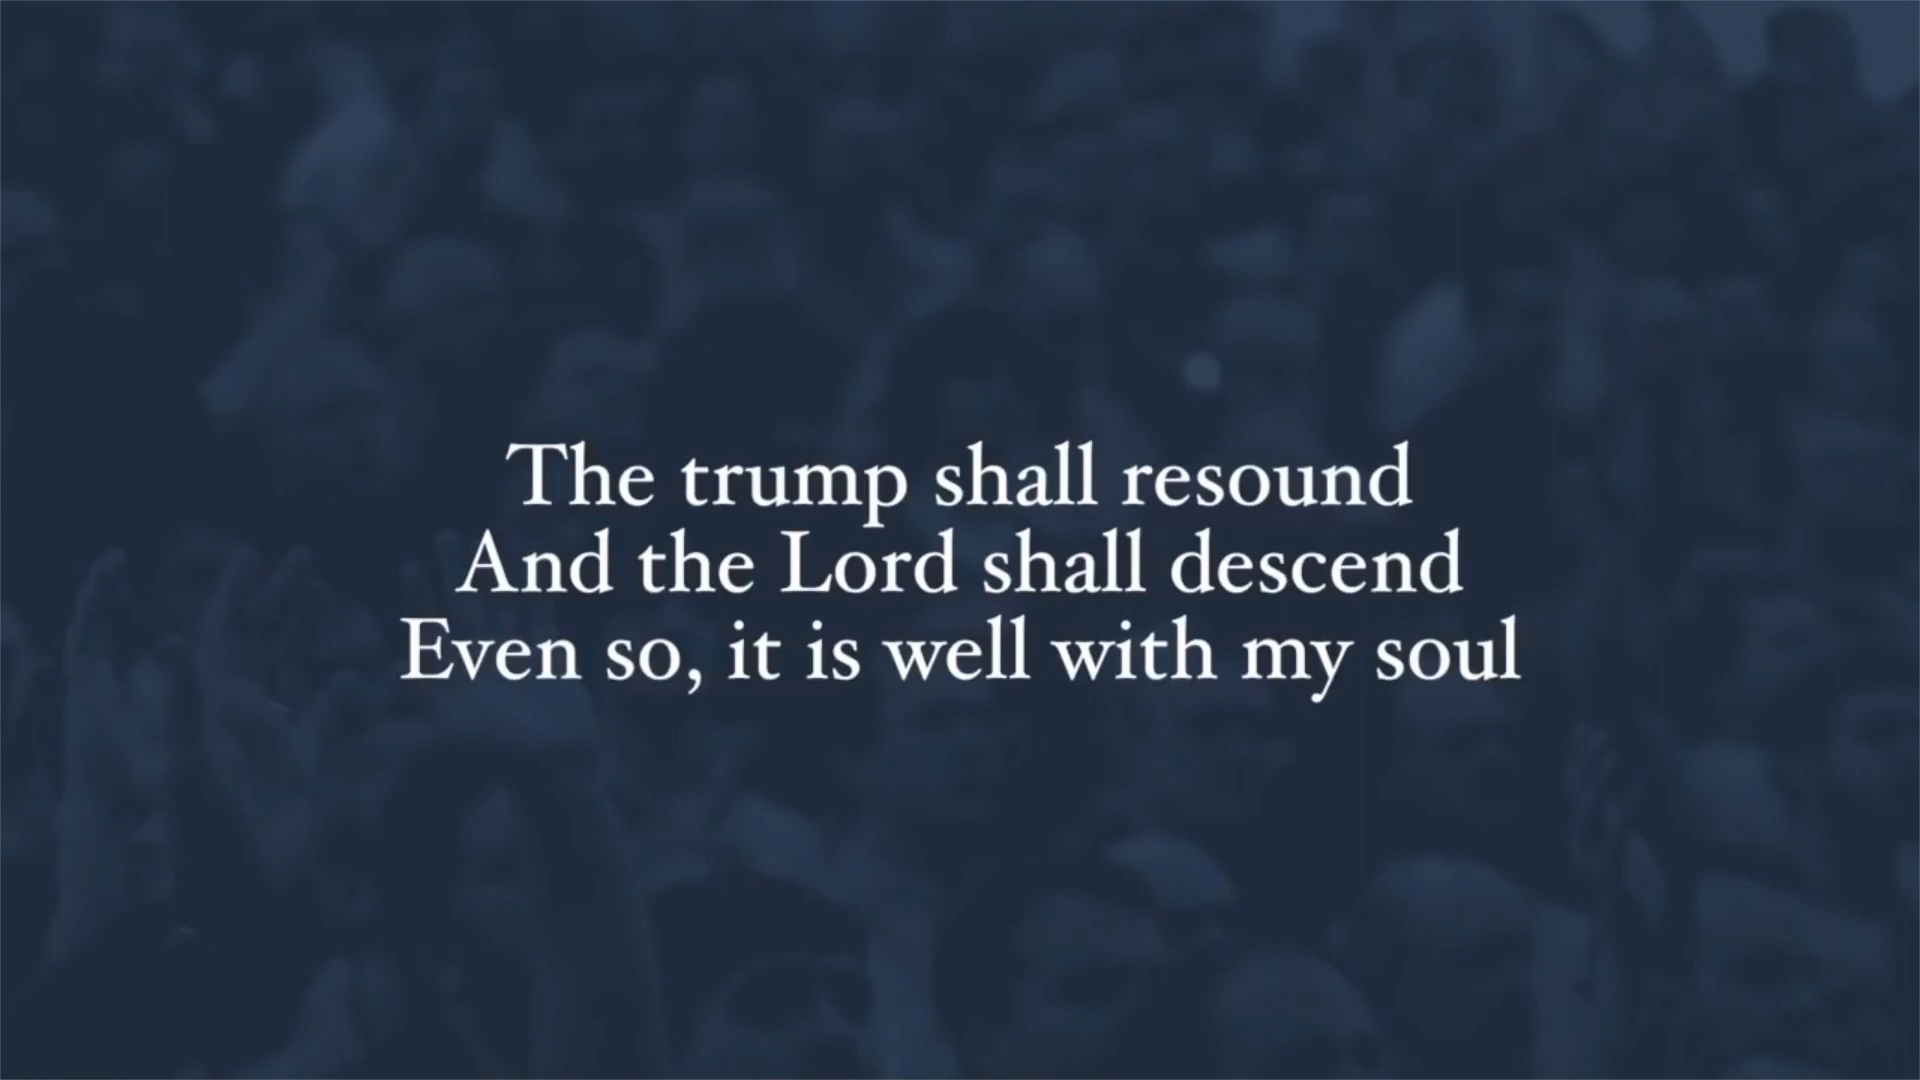 The trump shall resound
And the Lord shall descend
Even so, it is well with my soul